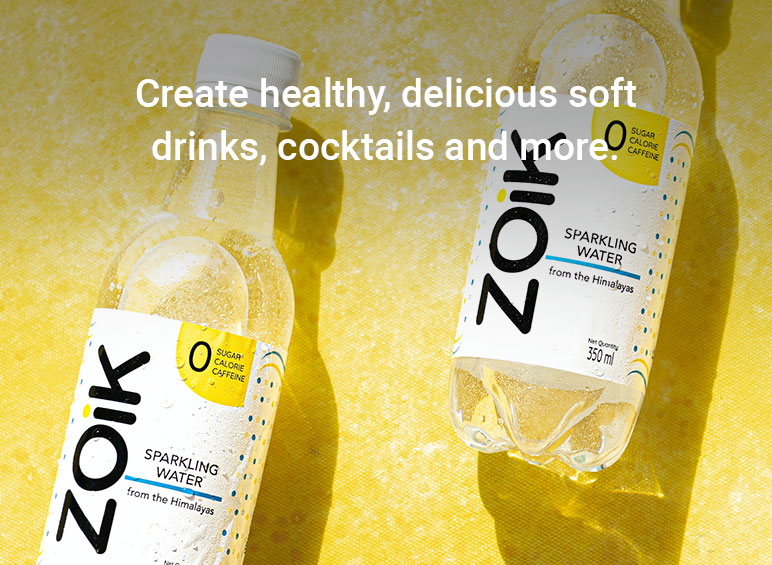 Create healthy, delicious soft
drinks, cocktails and more.
0 SUGAR
CALORIE
CAFFEINE
ZOiK
SPARKLING
WATER
from the Himalayas
Net Quantity
350 ml
0 SUGAR
CALORIE
CAFFEINE
ZOiK
SPARKLING
WATER
from the Himalayas